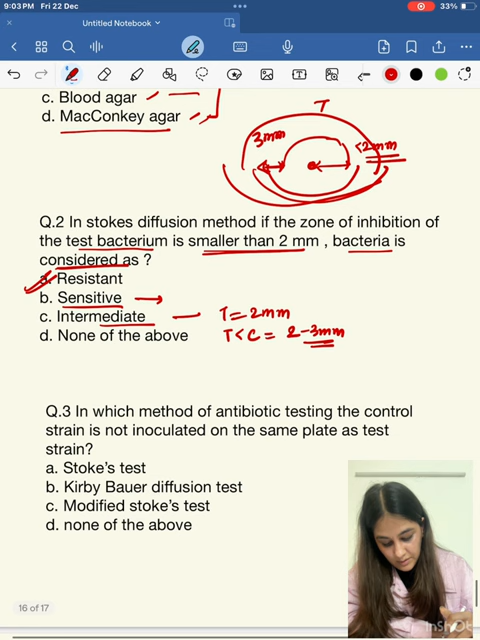 9:03 PM Fri 22 Dec
33%
Untitled Notebook
c. Blood agar
d. MacConkey agar
T
3mm
<2mm
Q.2 In stokes diffusion method if the zone of inhibition of
the test bacterium is smaller than 2 mm , bacteria is
considered as ?
a. Resistant
b. Sensitive
c. Intermediate
T=2mm
d. None of the above
T<C = 2-3mm
Q.3 In which method of antibiotic testing the control
strain is not inoculated on the same plate as test
strain?
a. Stoke's test
b. Kirby Bauer diffusion test
c. Modified stoke's test
d. none of the above
16 of 17
InShOt